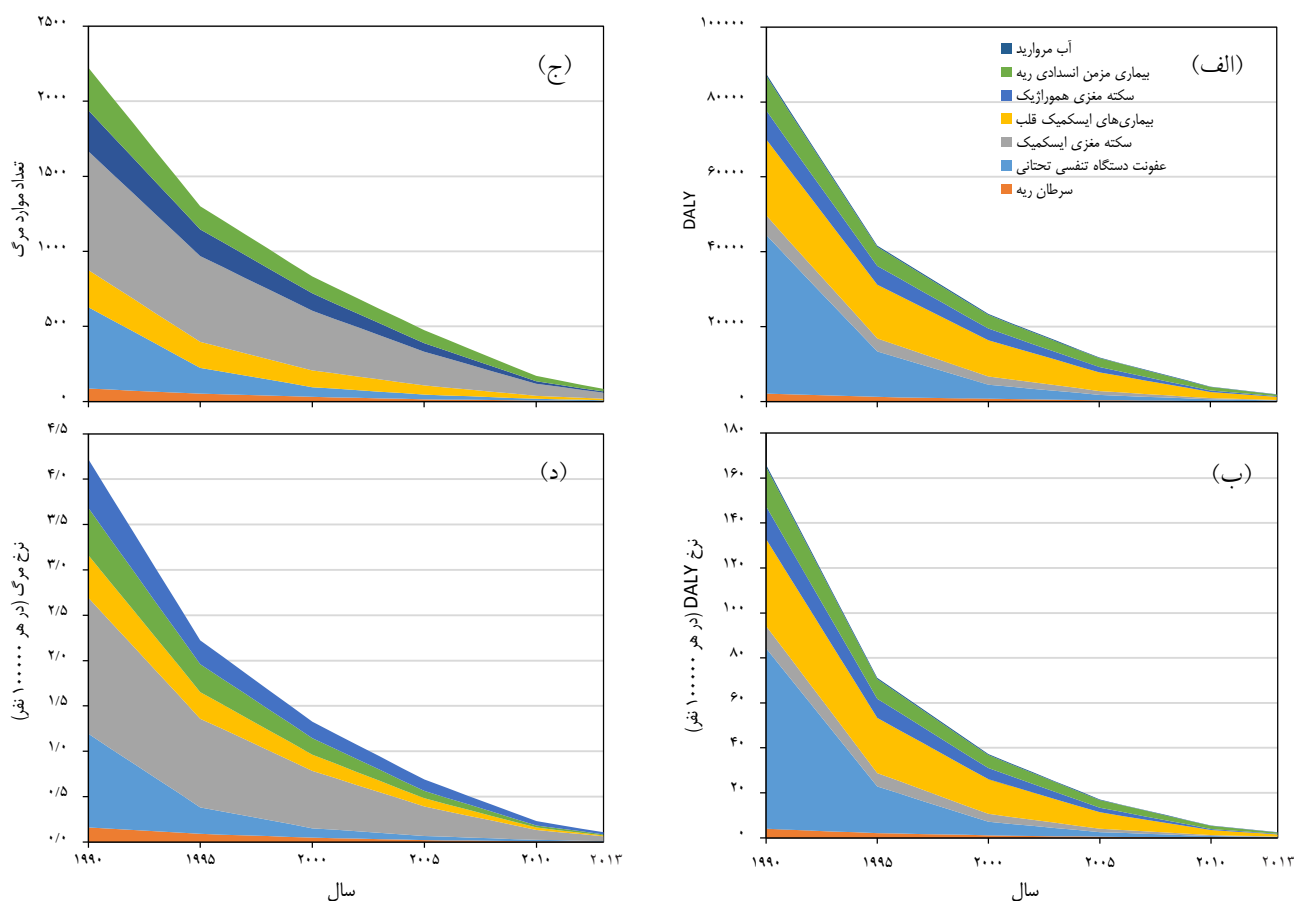 (الف)
آب مروارید
بیماری مزمن انسدادی ریه
سکته مغزی هموراژیک
بیماری‌های ایسکمیک قلب
سکته مغزی ایسکمیک
عفونت دستگاه تنفسی تحتانی
سرطان ریه
DALY
۱۰۰۰۰۰
۸۰۰۰۰
۶۰۰۰۰
۴۰۰۰۰
۲۰۰۰۰
۰
(ج)
تعداد موارد مرگ
۲۵۰۰
۲۰۰۰
۱۵۰۰
۱۰۰۰
۵۰۰
۰
(ب)
نرخ DALY (در هر ۱۰۰۰۰۰ نفر)
۱۸۰
۱۶۰
۱۴۰
۱۲۰
۱۰۰
۸۰
۶۰
۴۰
۲۰
۰
۱۹۹۰ ۱۹۹۵ ۲۰۰۰ ۲۰۰۵ ۲۰۱۰ ۲۰۱۳
سال
(د)
نرخ مرگ (در هر ۱۰۰۰۰۰ نفر)
۴/۵
۴/۰
۳/۵
۳/۰
۲/۵
۲/۰
۱/۵
۱/۰
۰/۵
۰/۰
۱۹۹۰ ۱۹۹۵ ۲۰۰۰ ۲۰۰۵ ۲۰۱۰ ۲۰۱۳
سال